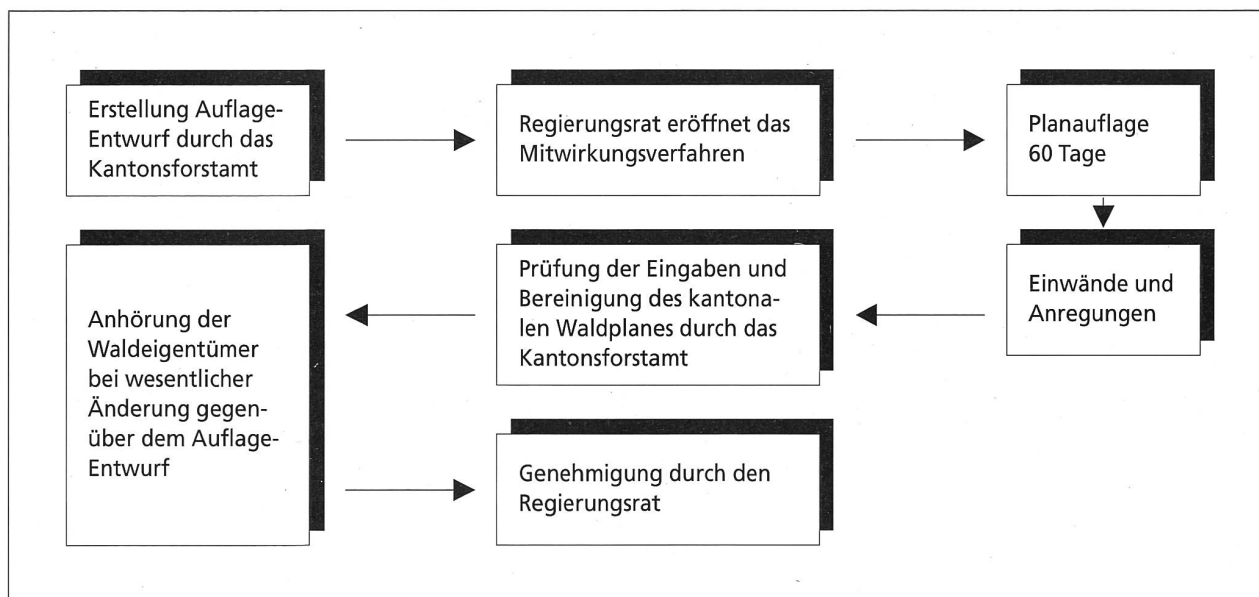 Erstellung Auflage-
Entwurf durch das
Kantonsforstamt
Regierungsrat eröffnet das
Mitwirkungsverfahren
Planauflage
60 Tage
Einwände und
Anregungen
Prüfung der Eingaben und
Bereinigung des kantona-
len Waldplanes durch das
Kantonsforstamt
Anhörung der
Waldeigentümer
bei wesentlicher
Änderung gegen-
über dem Auflage-
Entwurf
Genehmigung durch den
Regierungsrat